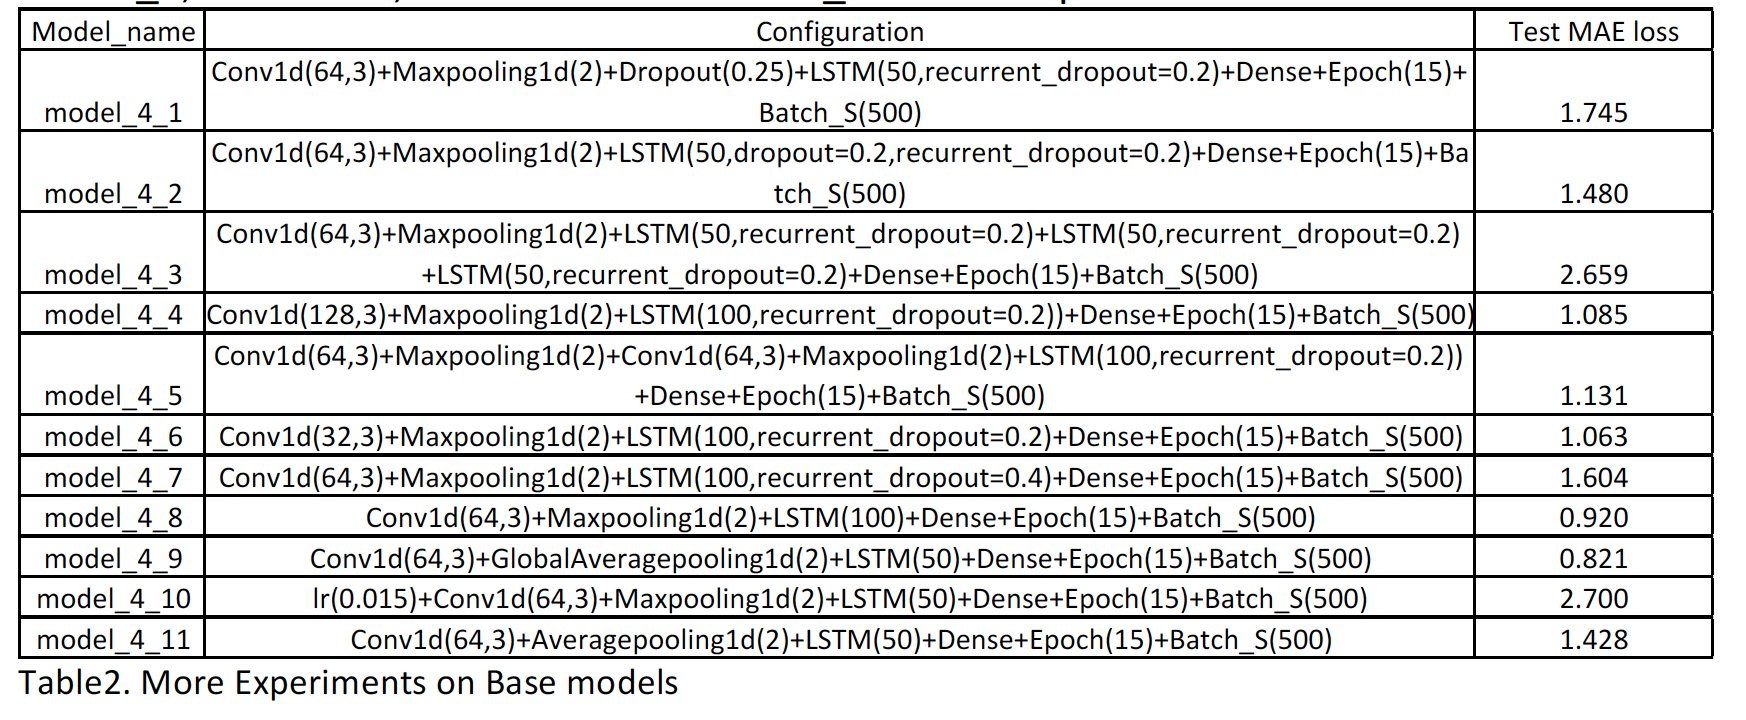 Model_name Configuration Test MAE loss
Conv1d(64,3)+Maxpooling1d(2)+Dropout(0.25)+LSTM(50,recurrent_dropout=0.2)+Dense+Epoch(15)+
model_4_1 Batch_S(500) 1.745
Conv1d(64,3)+Maxpooling1d(2)+LSTM(50,dropout=0.2,recurrent_dropout=0.2)+Dense+Epoch(15)+Ba
model_4_2 tch_S(500) 1.480
Conv1d(64,3)+Maxpooling1d(2)+LSTM(50,recurrent_dropout=0.2)+LSTM(50,recurrent_dropout=0.2)
model_4_3 +LSTM(50,recurrent_dropout=0.2)+Dense+Epoch(15)+Batch_S(500) 2.659
model_4_4 Conv1d(128,3)+Maxpooling1d(2)+LSTM(100,recurrent_dropout=0.2))+Dense+Epoch(15)+Batch_S(500) 1.085
Conv1d(64,3)+Maxpooling1d(2)+Conv1d(64,3)+Maxpooling1d(2)+LSTM(100,recurrent_dropout=0.2))
model_4_5 +Dense+Epoch(15)+Batch_S(500) 1.131
model_4_6 Conv1d(32,3)+Maxpooling1d(2)+LSTM(100,recurrent_dropout=0.2)+Dense+Epoch(15)+Batch_S(500) 1.063
model_4_7 Conv1d(64,3)+Maxpooling1d(2)+LSTM(100,recurrent_dropout=0.4)+Dense+Epoch(15)+Batch_S(500) 1.604
model_4_8 Conv1d(64,3)+Maxpooling1d(2)+LSTM(100)+Dense+Epoch(15)+Batch_S(500) 0.920
model_4_9 Conv1d(64,3)+GlobalAveragepooling1d(2)+LSTM(50)+Dense+Epoch(15)+Batch_S(500) 0.821
model_4_10 lr(0.015)+Conv1d(64,3)+Maxpooling1d(2)+LSTM(50)+Dense+Epoch(15)+Batch_S(500) 2.700
model_4_11 Conv1d(64,3)+Averagepooling1d(2)+LSTM(50)+Dense+Epoch(15)+Batch_S(500) 1.428
Table2. More Experiments on Base models